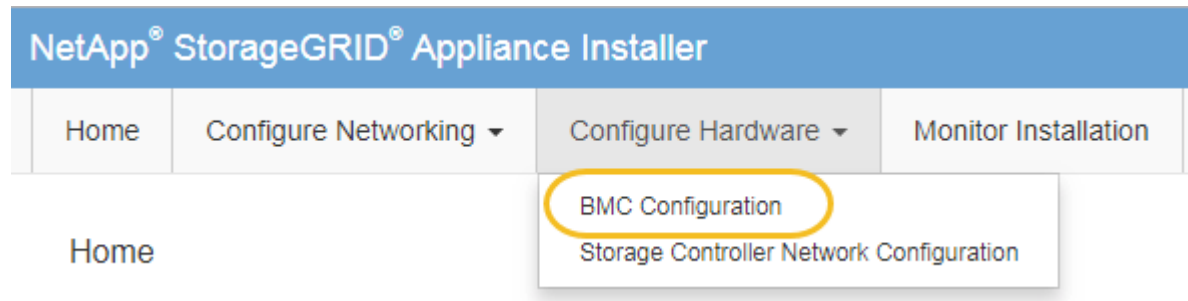 NetApp® StorageGRID® Appliance Installer
Home Configure Networking Configure Hardware Monitor Installation
BMC Configuration
Home
Storage Controller Network Configuration